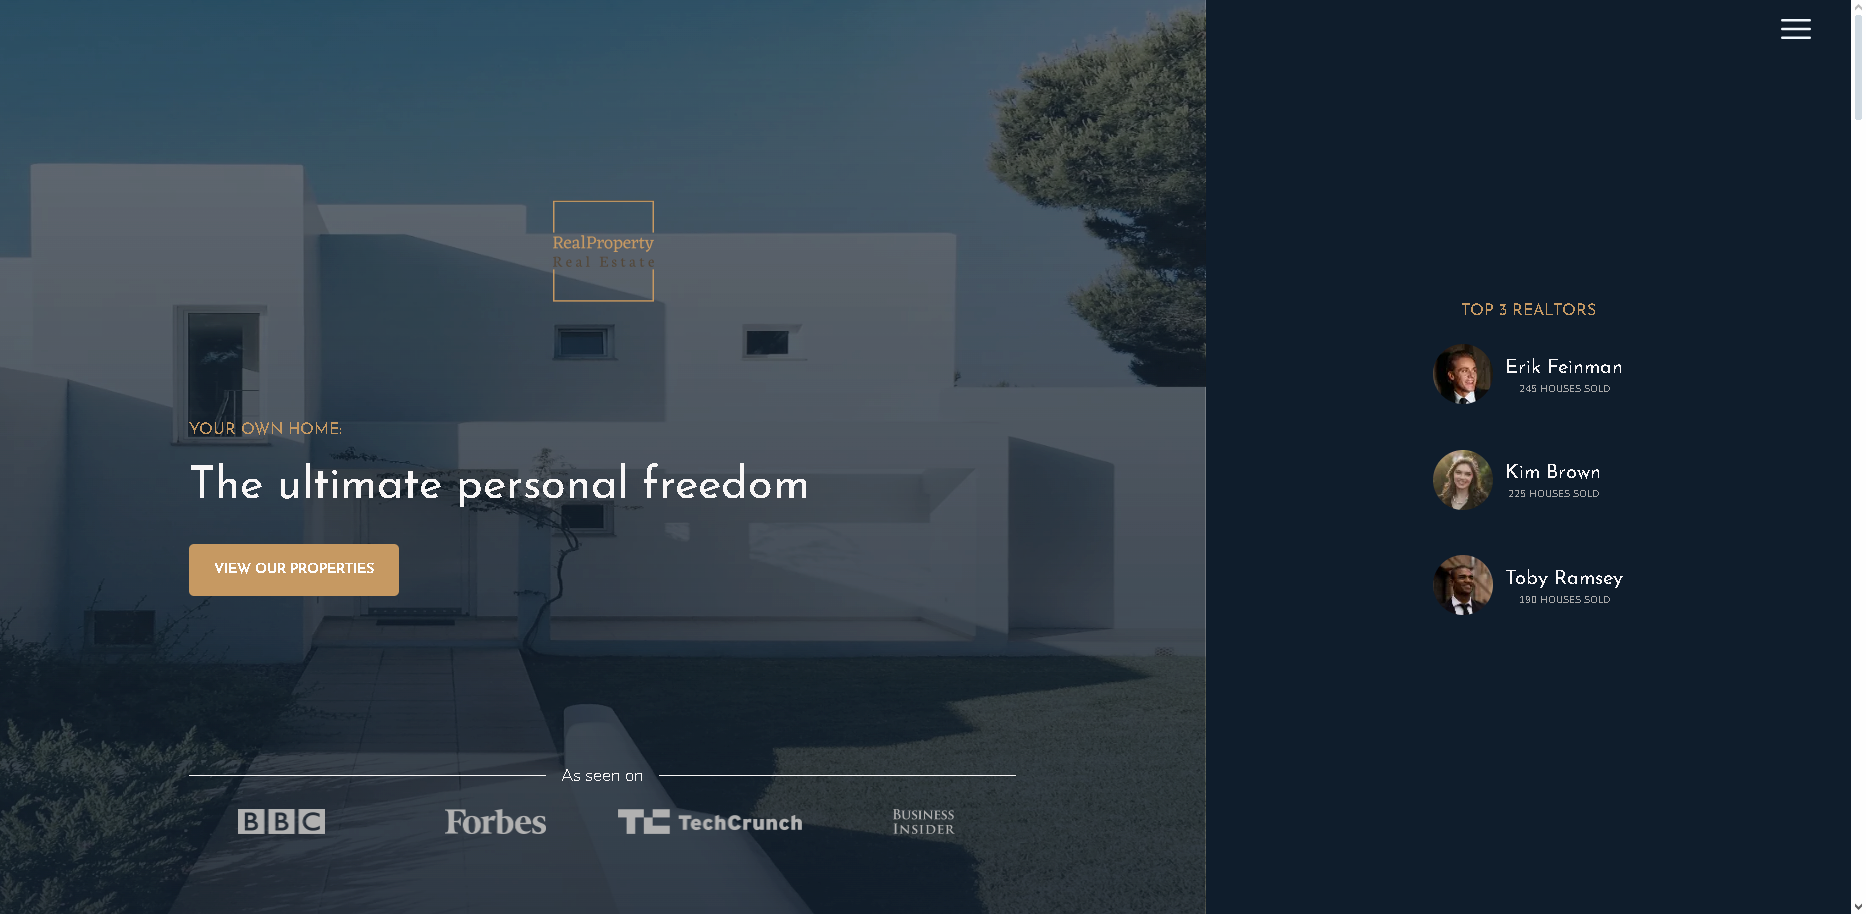 RealProperty
Real Estate
YOUR OWN HOME:
The ultimate personal freedom
VIEW OUR PROPERTIES
As seen on
BBC
Forbes
TC TechCrunch
BUSINESS
INSIDER
TOP 3 REALTORS
Erik Feinman
245 HOUSES SOLD
Kim Brown
225 HOUSES SOLD
Toby Ramsey
190 HOUSES SOLD